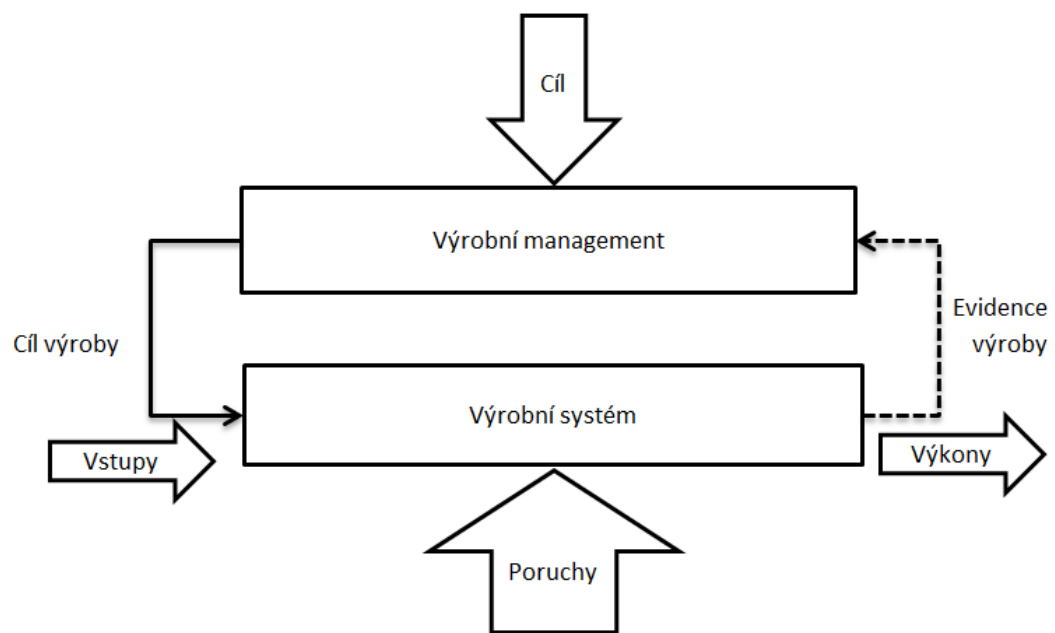 Cíl
Výrobní management
Cíl výroby
Evidence
výroby
Výrobní systém
Vstupy
Výkony
Poruchy